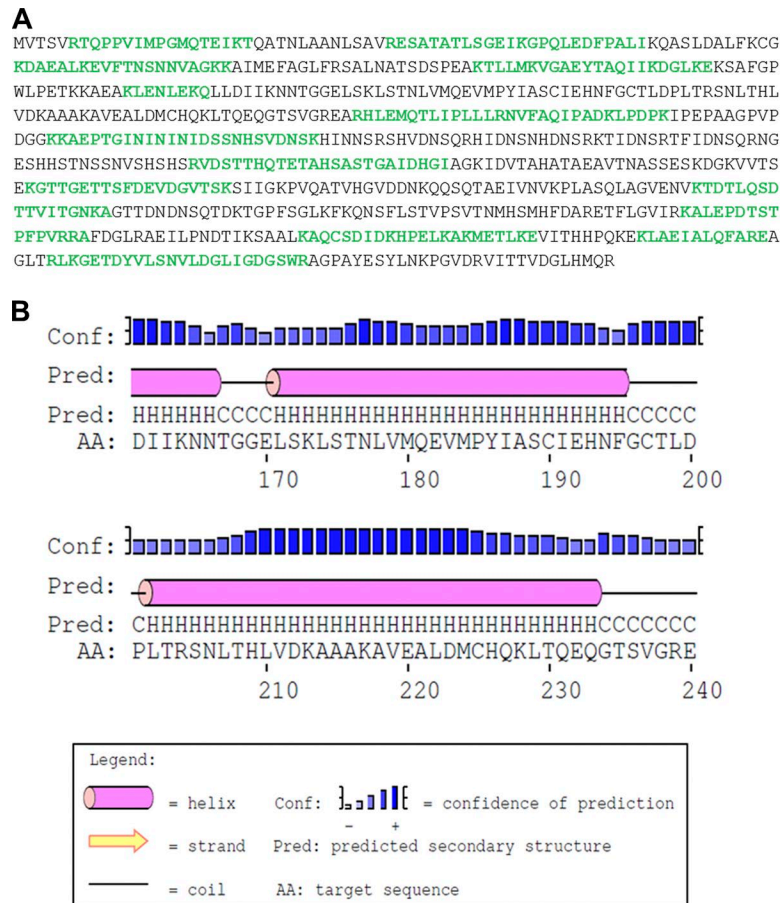 A
MVTSVRTQPPVIMPGMQTEIKTQATNLAANLSAVRESATATLSGEIKGPQLEDFPALIKQASLDALFKCG
KDAEALKEVFTNSNNVAGKKAIMEFAGLFRSALNATSDSPEAKTLLMKVGAEYTAQIIKDGLKEKSAFGP
WLPETKKAEAKLENLEKQLLDIIKNNTGGELSKLSTNLVMQEVMPYIASCIEHNFGCTLDPLTRSNLTHL
VDKAAAKAVEALDMCHQKLTQEQGTSVGREARHLEMQTLIPLLLRNVFAQIPADKLPDPKIPEPAAGPVP
DGGKKAEPTGINININIDSSNHSVDNSKHINNSRSHVDNSQRHIDNSNHDNSRKTIDNSRTFIDNSQRNG
ESHHSTNSSNVSHSHSRVDSTTHQTETAHSASTGAIDHGIAGKIDVTAHATAEAVTNASSESKDGKVVTS
EKGTTGETTSFDEVDGVTSKSIIGKPVQATVHGVDDNKQQSQTAEIVNVKPLASQLAGVENVKTDTLQSD
TTVITGNKAGTTDNDNSQTDKTGPFSGLKFKQNSFLSTVPSVTNMHSMHFDARETFLGVIRKALEPDTST
PFPVRRAFDGLRAEILPNDTIKSAALKAQCSDIDKHPELKAKMETLKEVITHHPQKEKLAEIALQFAREA
GLTRLKGETDYVLSNVLDGLIGDGSWRAGPAYESYLNKPGVDRVITTVDGLHMQR
B
Conf:
Pred:
Pred: HHHHHHCCCCHHHHHHHHHHHHHHHHHHHHHHHHHCCCCC
AA: DIIKNNTGGELSKLSTNLVMQEVMPYIASCIEHNFGCTLD
170 180 190 200
Conf:
Pred:
Pred: CHHHHHHHHHHHHHHHHHHHHHHHHHHHHHHHHCCCCCCC
AA: PLTRSNLTHLVDKAAAKAVEALDMCHQKLTQEQGTSVGRE
210 220 230 240
Legend:
= helix Conf: = confidence of prediction
- +
= strand Pred: predicted secondary structure
= coil AA: target sequence